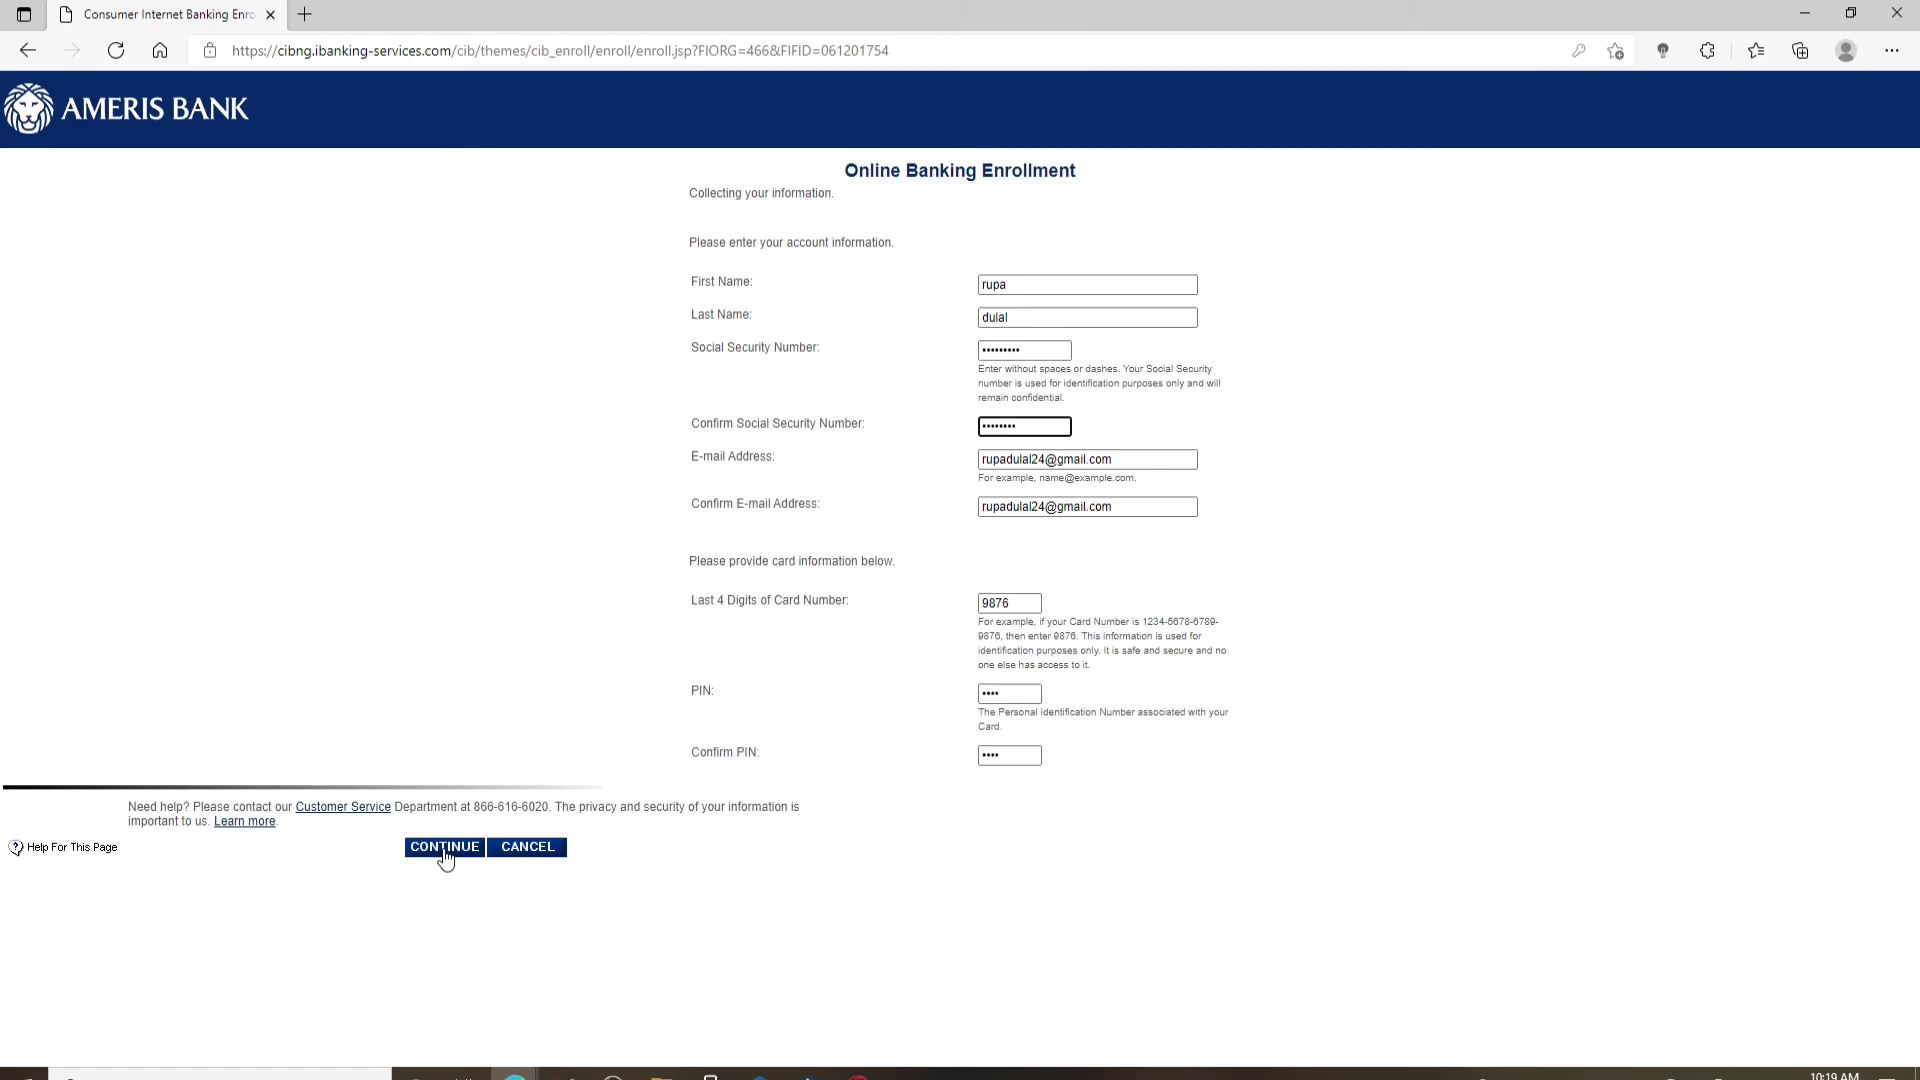 Consumer Internet Banking Enro
https://cibng.ibanking-services.com/cib/themes/cib_enroll/enroll/enroll.jsp?FIORG=466&FIFID=061201754
AMERIS BANK
Online Banking Enrollment
Collecting your information.
Please enter your account information.
First Name: rupa
Last Name: dulal
Social Security Number: •••••••••
Enter without spaces or dashes. Your Social Security
number is used for identification purposes only and will
remain confidential.
Confirm Social Security Number: ••••••••
E-mail Address: rupadulal24@gmail.com
For example, name@example.com.
Confirm E-mail Address: rupadulal24@gmail.com
Please provide card information below.
Last 4 Digits of Card Number: 9876
For example, if your Card Number is 1234-5678-6789-
9876, then enter 9876. This information is used for
identification purposes only. It is safe and secure and no
one else has access to it.
PIN: ••••
The Personal Identification Number associated with your
Card.
Confirm PIN: ••••
Need help? Please contact our Customer Service Department at 866-616-6020. The privacy and security of your information is
important to us. Learn more.
Help For This Page
CONTINUE CANCEL
10:19 AM